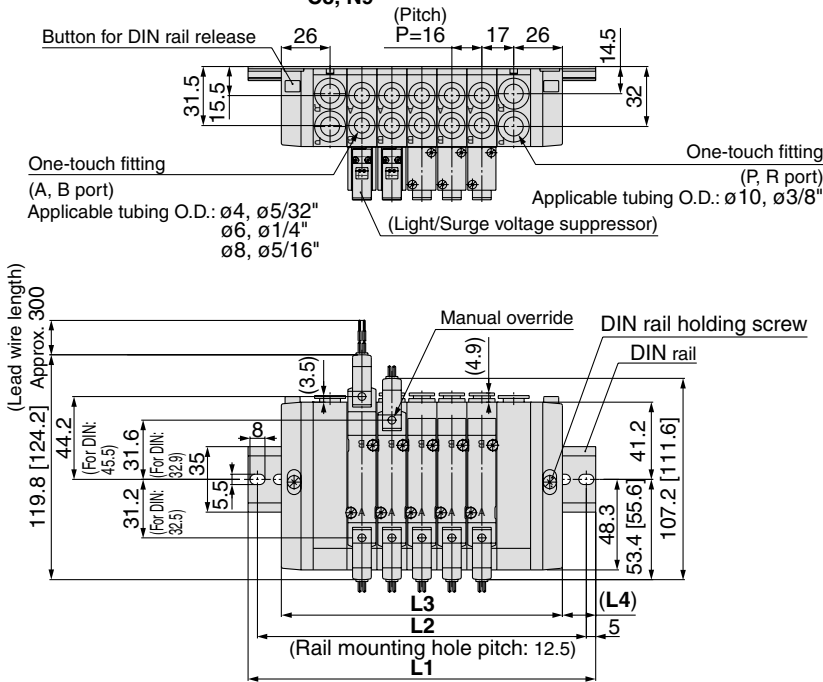 C8, N9
(Pitch)
P=16
26
17
26
Button for DIN rail release
31.5
15.5
14.5
32
One-touch fitting
(A, B port)
Applicable tubing O.D.: ø4, ø5/32"
ø6, ø1/4"
ø8, ø5/16"
One-touch fitting
(P, R port)
Applicable tubing O.D.: ø10, ø3/8"
(Light/Surge voltage suppressor)
(Lead wire length)
Approx. 300
Manual override
DIN rail holding screw
DIN rail
(3.5)
(4.9)
119.8 [124.2]
44.2
(For DIN: 45.5)
31.6
(For DIN: 32.9)
8
35
5.5
31.2
(For DIN: 32.5)
B B B B B
A A A A A
41.2
48.3
53.4 [55.6]
107.2 [111.6]
L3
(L4)
L2
5
(Rail mounting hole pitch: 12.5)
L1